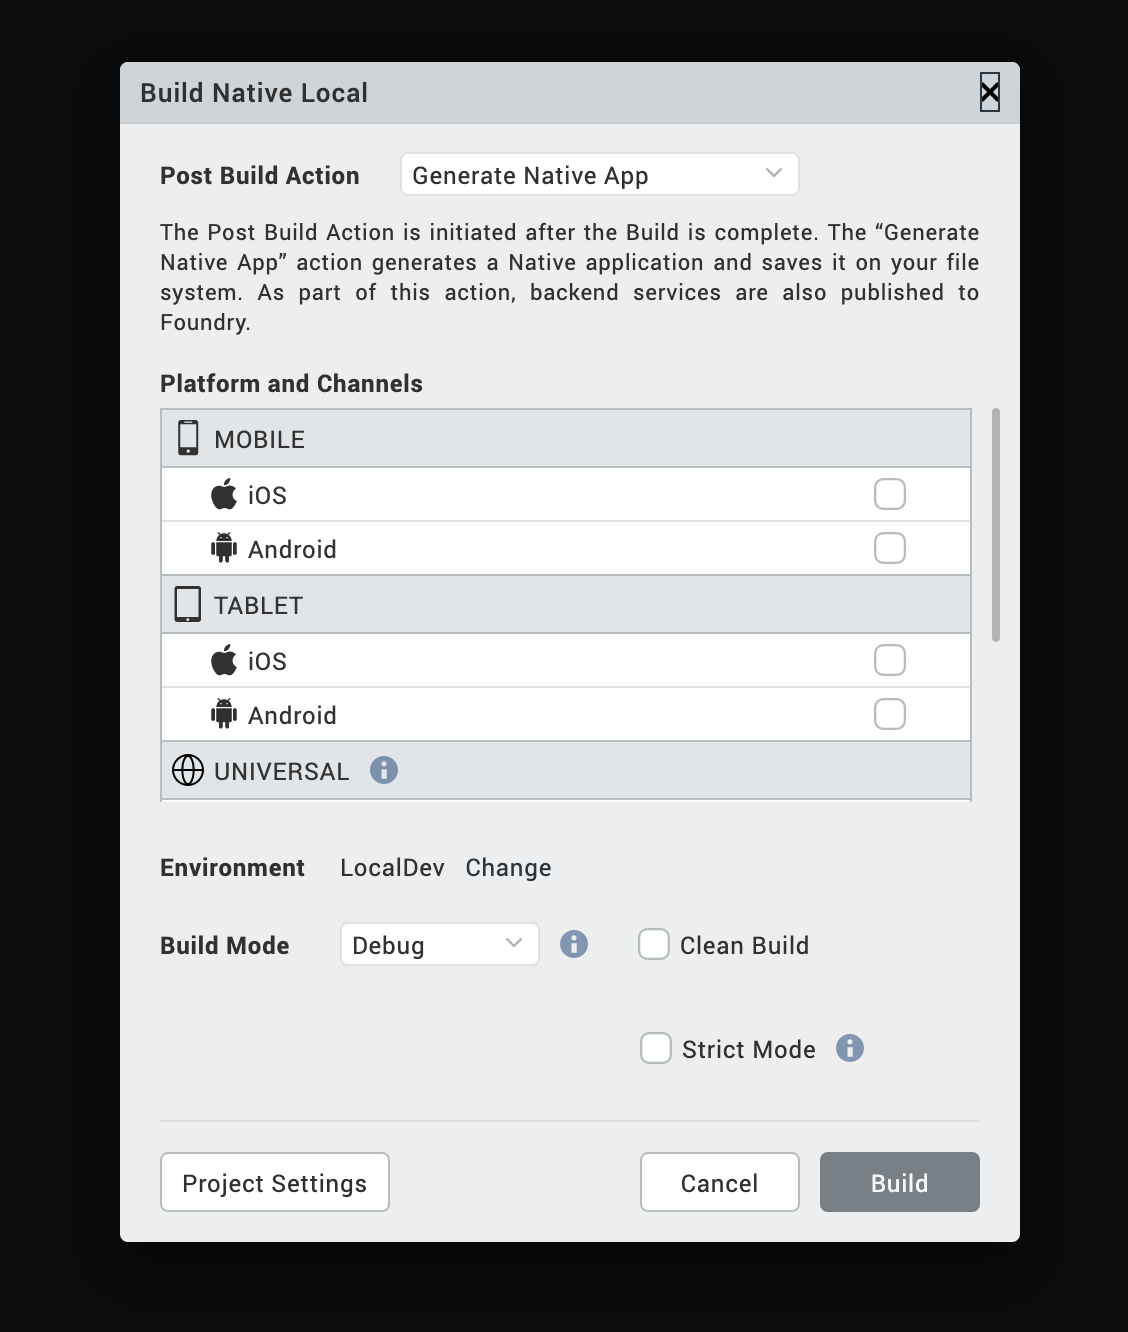 Build Native Local
Post Build Action
Generate Native App
The Post Build Action is initiated after the Build is complete. The “Generate
Native App” action generates a Native application and saves it on your file
system. As part of this action, backend services are also published to
Foundry.
Platform and Channels
MOBILE
iOS
Android
TABLET
iOS
Android
UNIVERSAL
Environment LocalDev Change
Build Mode Debug Clean Build
Strict Mode
Project Settings Cancel Build